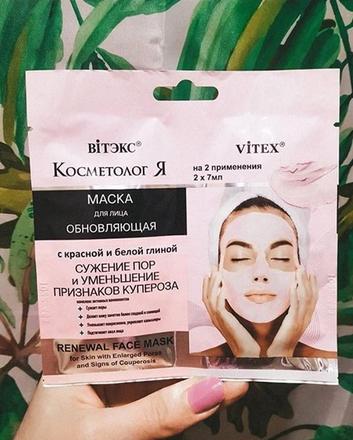 Вiтэкс®
Косметолог Я
МАСКА
ДЛЯ ЛИЦА
ОБНОВЛЯЮЩАЯ
с красной и белой глиной
СУЖЕНИЕ ПОР
и УМЕНЬШЕНИЕ
ПРИЗНАКОВ КУПЕРОЗА
RENEWAL FACE MASK
for Skin with Enlarged Pores
and Signs of Couperosis
VITEX®
на 2 применения
2 x 7мл